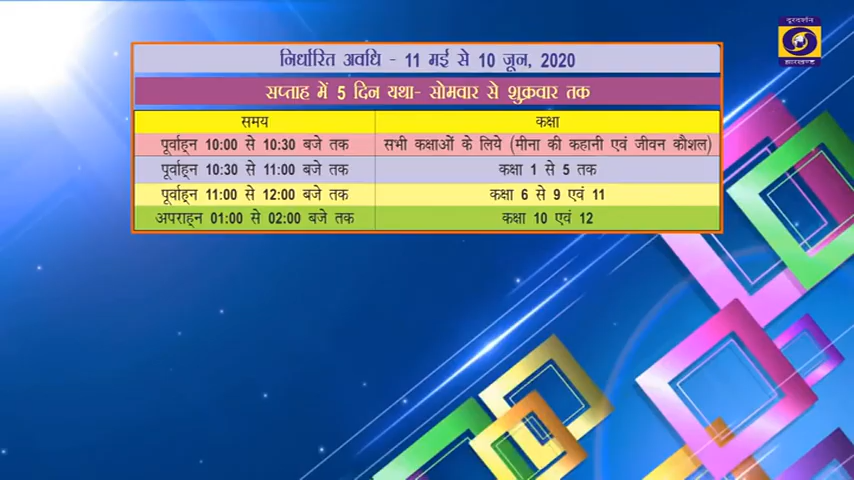 दूरदर्शन
झारखण्ड
निर्धारित अवधि - 11 मई से 10 जून, 2020
सप्ताह में 5 दिन यथा- सोमवार से शुक्रवार तक
समय कक्षा
पूर्वाह्न 10:00 से 10:30 बजे तक सभी कक्षाओं के लिये (मीना की कहानी एवं जीवन कौशल)
पूर्वाह्न 10:30 से 11:00 बजे तक कक्षा 1 से 5 तक
पूर्वाह्न 11:00 से 12:00 बजे तक कक्षा 6 से 9 एवं 11
अपराह्न 01:00 से 02:00 बजे तक कक्षा 10 एवं 12